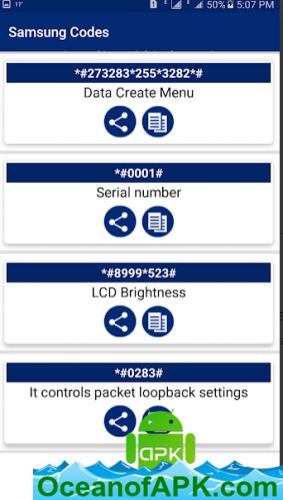 17° 50% 5:07 PM
Samsung Codes
*#273283*255*3282*#
Data Create Menu
*#0001#
Serial number
*#8999*523#
LCD Brightness
*#0283#
It controls packet loopback settings
APK
OceanofAPK.com